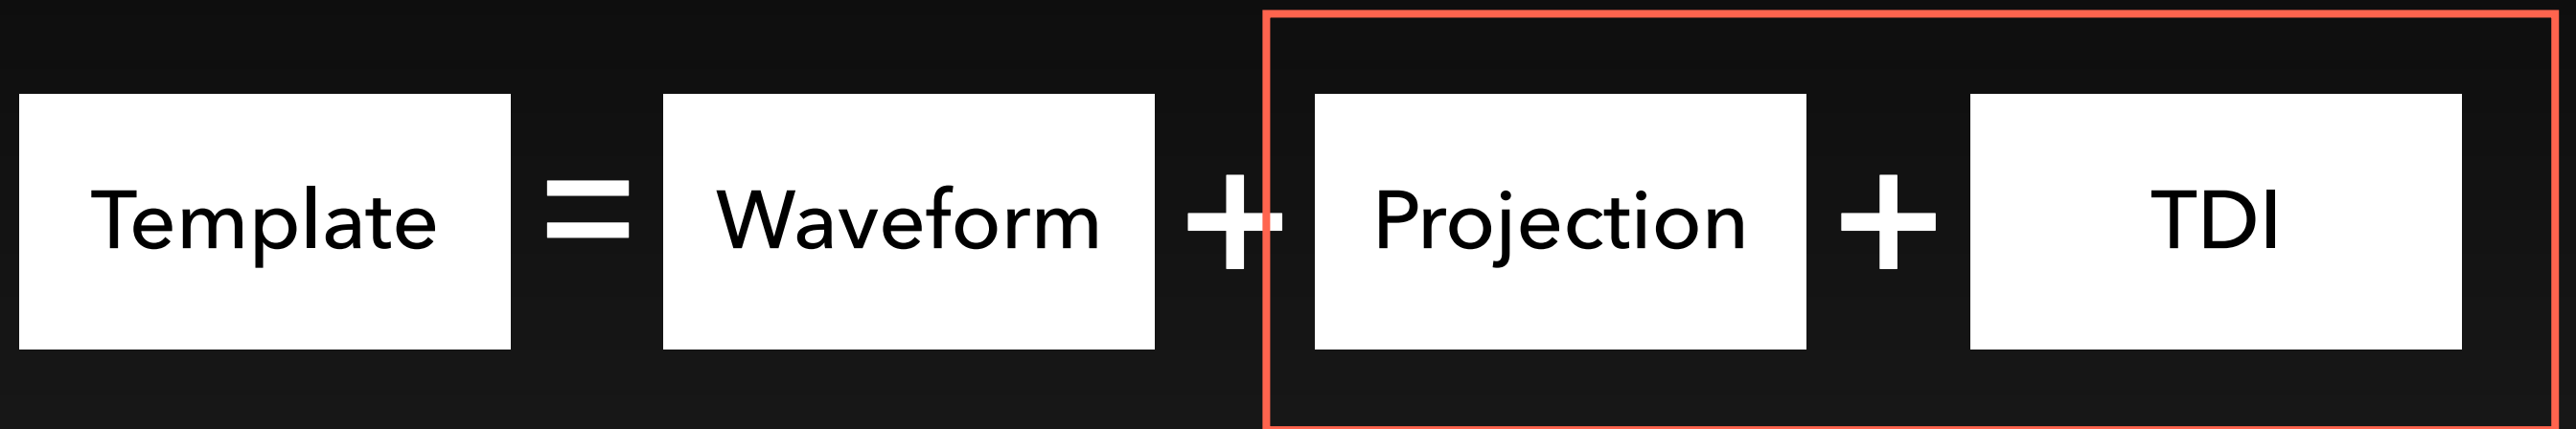 Template = Waveform + Projection + TDI